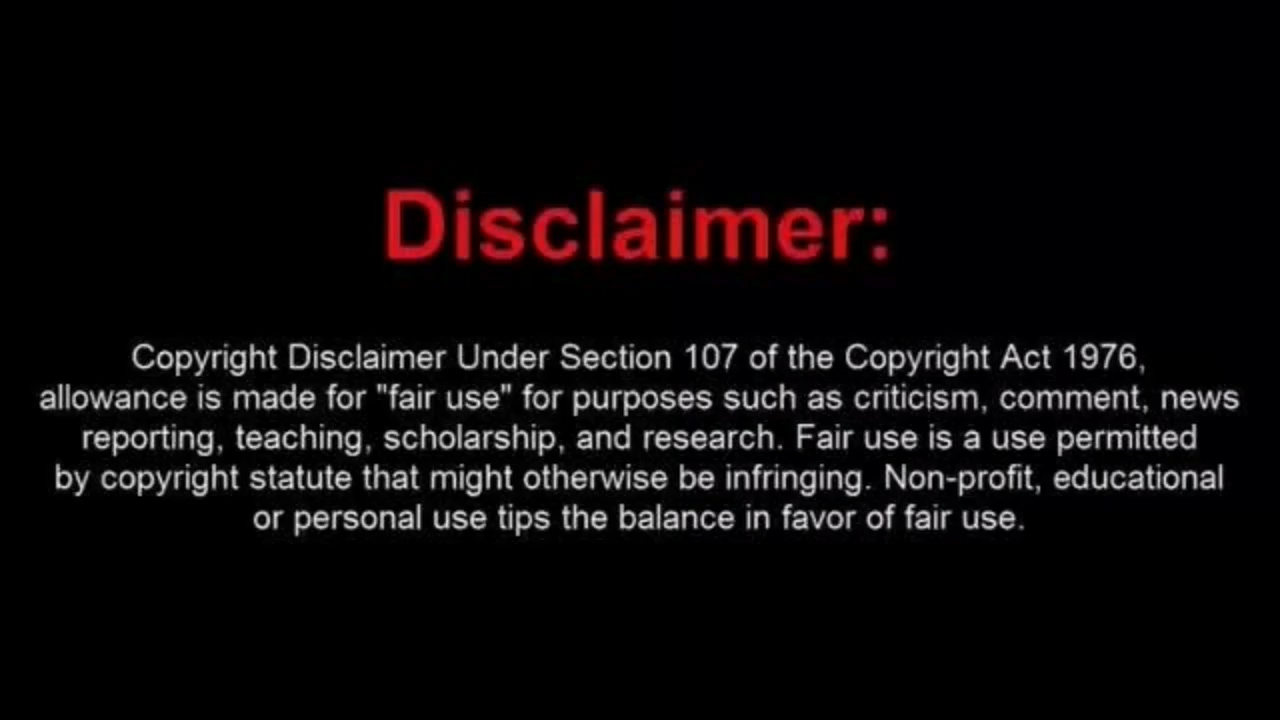 Disclaimer:
Copyright Disclaimer Under Section 107 of the Copyright Act 1976,
allowance is made for "fair use" for purposes such as criticism, comment, news
reporting, teaching, scholarship, and research. Fair use is a use permitted
by copyright statute that might otherwise be infringing. Non-profit, educational
or personal use tips the balance in favor of fair use.